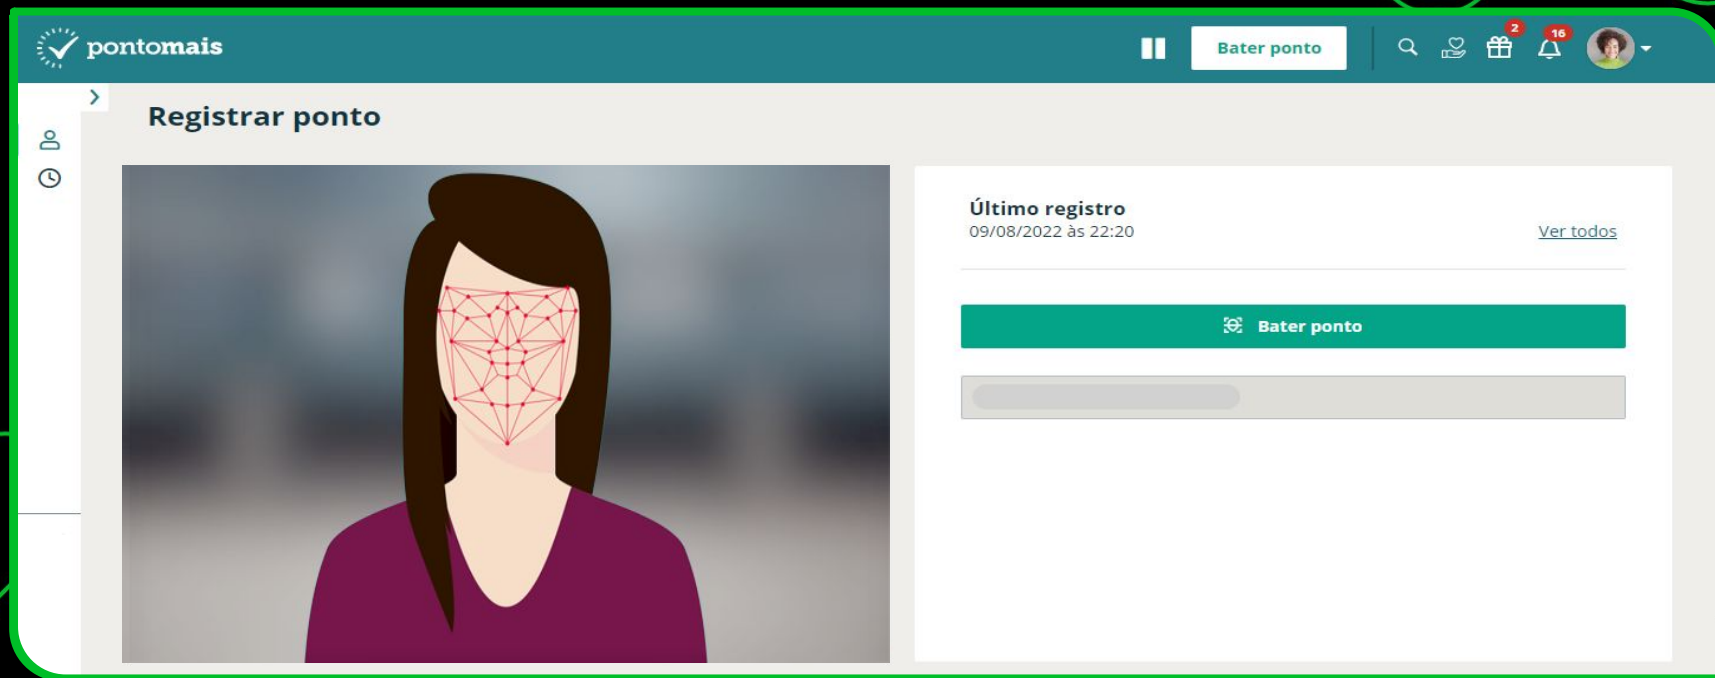 pontomais
Bater ponto
2
16
Registrar ponto
Último registro
09/08/2022 às 22:20
Ver todos
Bater ponto